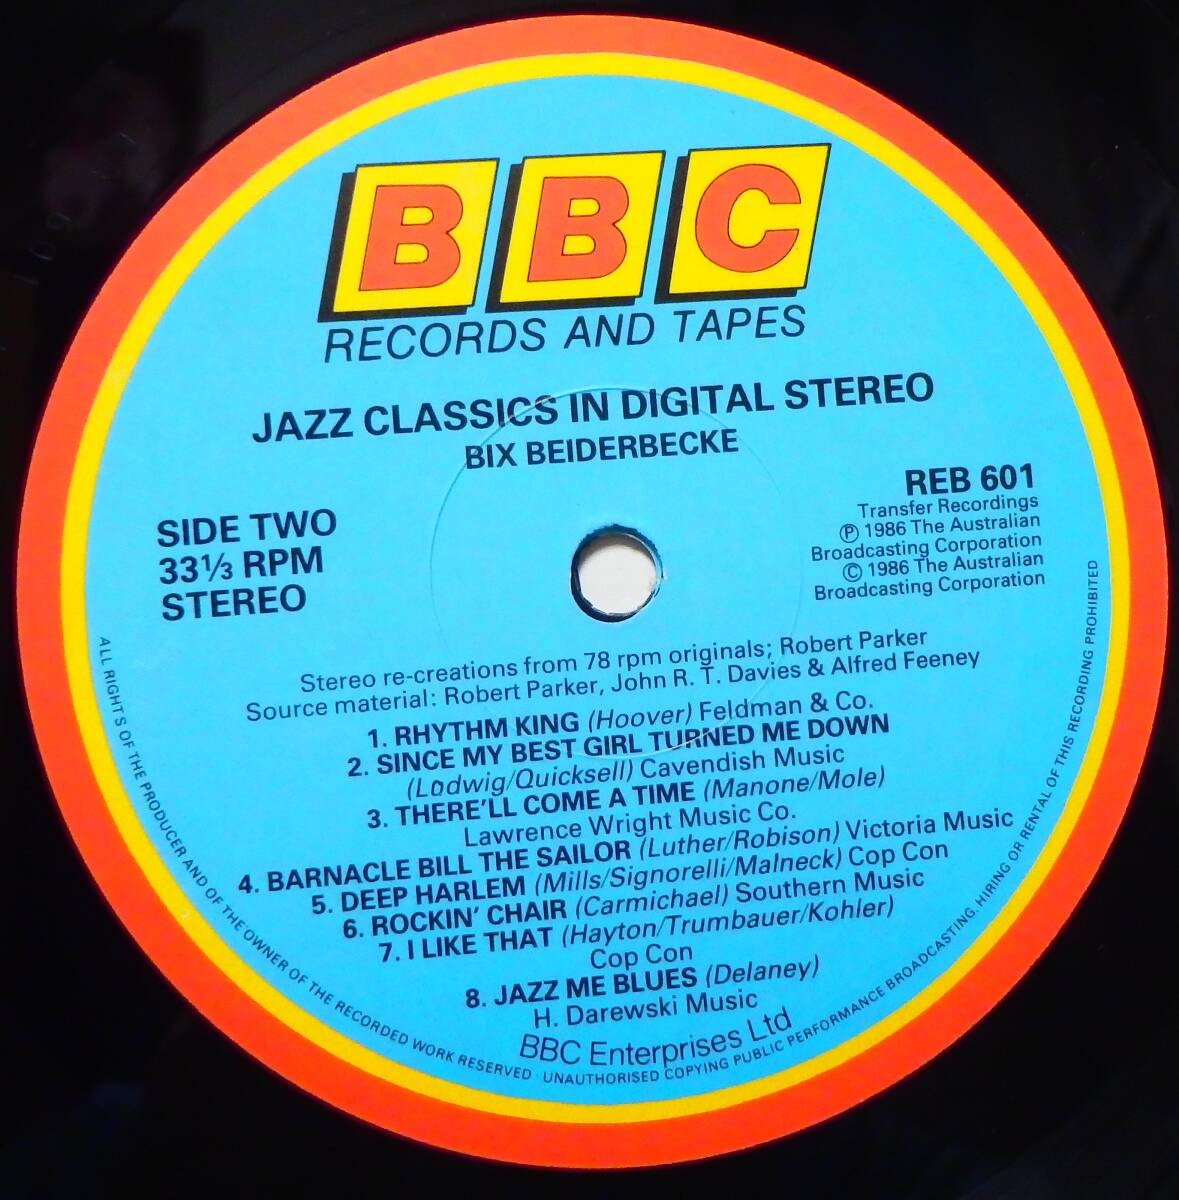 BBC
RECORDS AND TAPES
JAZZ CLASSICS IN DIGITAL STEREO
BIX BEIDERBECKE
SIDE TWO
33⅓ RPM
STEREO
REB 601
Transfer Recordings
Ⓟ 1986 The Australian
Broadcasting Corporation
© 1986 The Australian
Broadcasting Corporation
Stereo re-creations from 78 rpm originals; Robert Parker
Source material: Robert Parker, John R. T. Davies & Alfred Feeney
1. RHYTHM KING (Hoover) Feldman & Co.
2. SINCE MY BEST GIRL TURNED ME DOWN
(Lodwig/Quicksell) Cavendish Music
3. THERE'LL COME A TIME (Manone/Mole)
Lawrence Wright Music Co.
4. BARNACLE BILL THE SAILOR (Luther/Robison) Victoria Music
5. DEEP HARLEM (Mills/Signorelli/Malneck) Cop Con
6. ROCKIN' CHAIR (Carmichael) Southern Music
7. I LIKE THAT (Hayton/Trumbauer/Kohler)
Cop Con
8. JAZZ ME BLUES (Delaney)
H. Darewski Music
BBC Enterprises Ltd
ALL RIGHTS OF THE PRODUCER AND OF THE OWNER OF THE RECORDED WORK RESERVED UNAUTHORISED COPYING PUBLIC PERFORMANCE BROADCASTING, HIRING OR RENTAL OF THIS RECORDING PROHIBITED